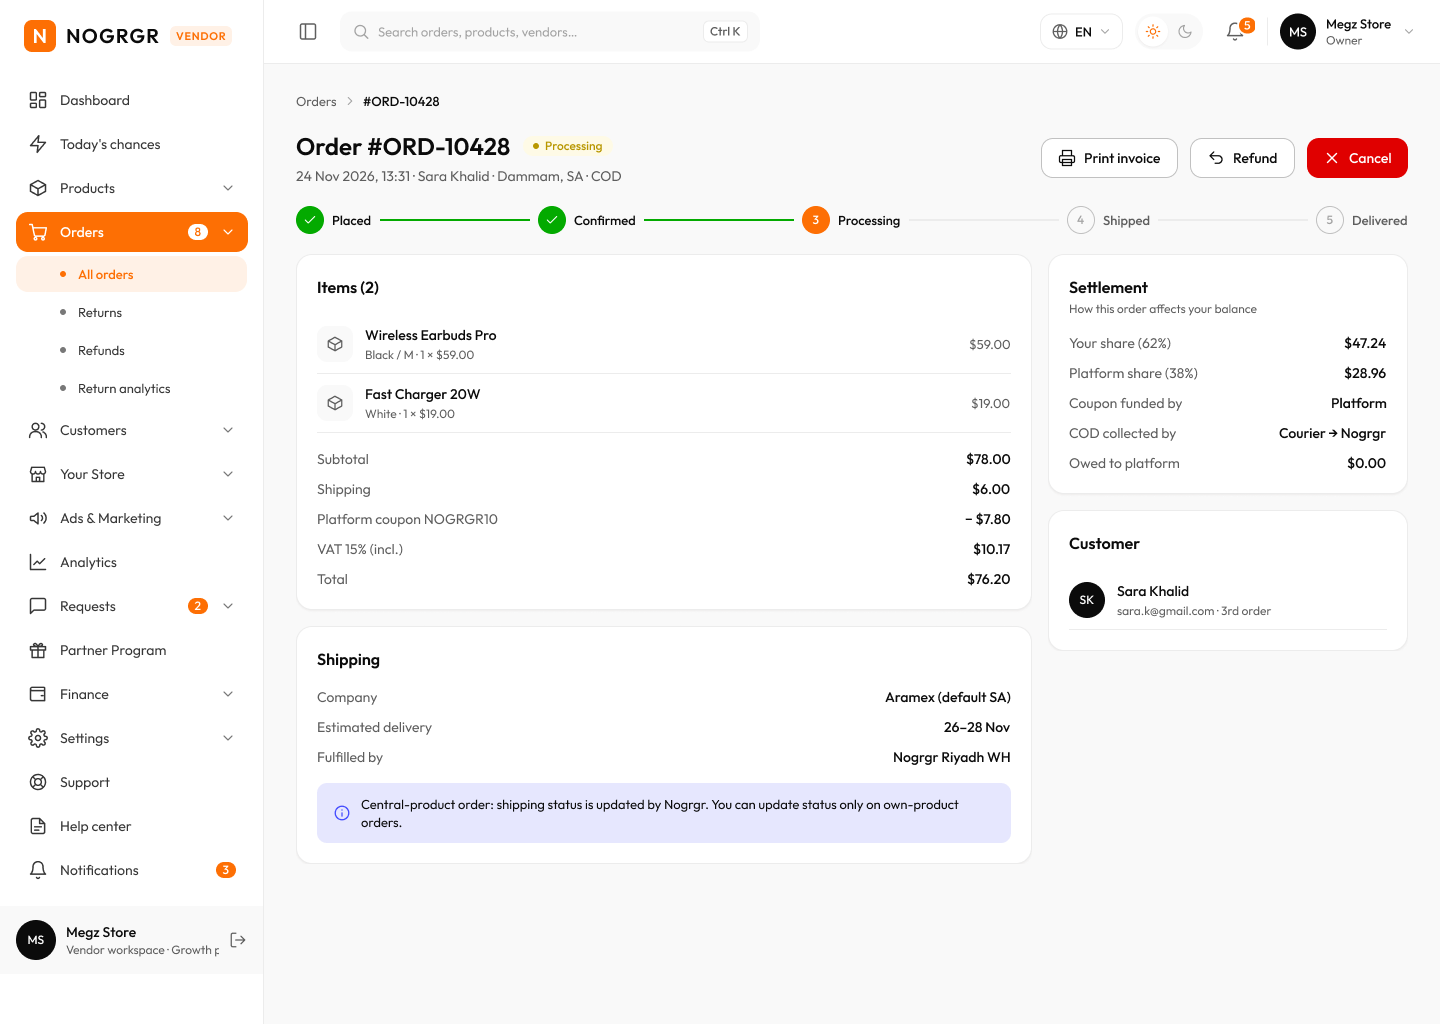 N NOGRGR VENDOR
Search orders, products, vendors...
Ctrl K
EN
5
MS
Megz Store
Owner
Dashboard
Today's chances
Products
Orders 8
All orders
Returns
Refunds
Return analytics
Customers
Your Store
Ads & Marketing
Analytics
Requests 2
Partner Program
Finance
Settings
Support
Help center
Notifications 3
MS
Megz Store
Vendor workspace · Growth p
Orders > #ORD-10428
Order #ORD-10428
Processing
24 Nov 2026, 13:31 · Sara Khalid · Dammam, SA · COD
Print invoice
Refund
Cancel
Placed
Confirmed
3 Processing
4 Shipped
5 Delivered
Items (2)
Wireless Earbuds Pro
Black / M · 1 × $59.00
$59.00
Fast Charger 20W
White · 1 × $19.00
$19.00
Subtotal $78.00
Shipping $6.00
Platform coupon NOGRGR10 − $7.80
VAT 15% (incl.) $10.17
Total $76.20
Shipping
Company Aramex (default SA)
Estimated delivery 26–28 Nov
Fulfilled by Nogrgr Riyadh WH
Central-product order: shipping status is updated by Nogrgr. You can update status only on own-product
orders.
Settlement
How this order affects your balance
Your share (62%) $47.24
Platform share (38%) $28.96
Coupon funded by Platform
COD collected by Courier → Nogrgr
Owed to platform $0.00
Customer
SK
Sara Khalid
sara.k@gmail.com · 3rd order